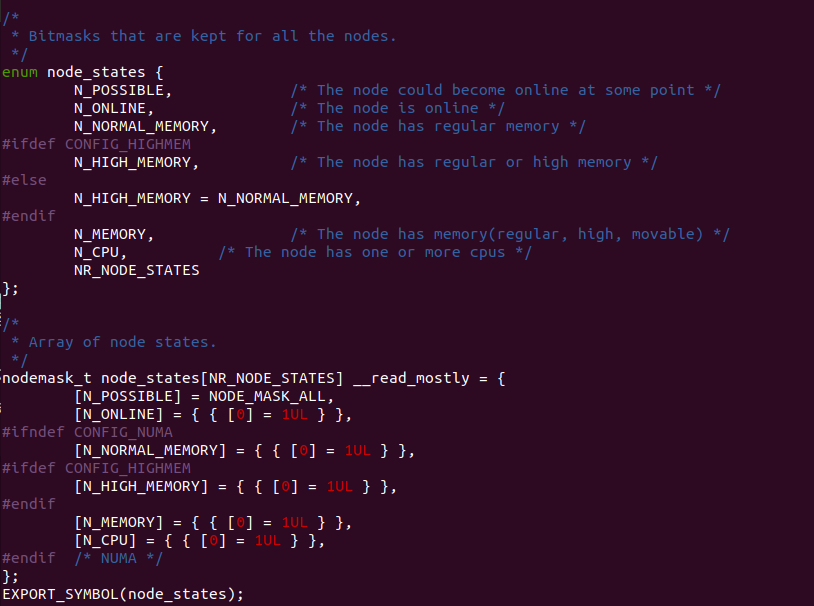 /*
 * Bitmasks that are kept for all the nodes.
 */
enum node_states {
        N_POSSIBLE,             /* The node could become online at some point */
        N_ONLINE,               /* The node is online */
        N_NORMAL_MEMORY,        /* The node has regular memory */
#ifdef CONFIG_HIGHMEM
        N_HIGH_MEMORY,          /* The node has regular or high memory */
#else
        N_HIGH_MEMORY = N_NORMAL_MEMORY,
#endif
        N_MEMORY,               /* The node has memory(regular, high, movable) */
        N_CPU,          /* The node has one or more cpus */
        NR_NODE_STATES
};
/*
 * Array of node states.
 */
nodemask_t node_states[NR_NODE_STATES] __read_mostly = {
        [N_POSSIBLE] = NODE_MASK_ALL,
        [N_ONLINE] = { { [0] = 1UL } },
#ifndef CONFIG_NUMA
        [N_NORMAL_MEMORY] = { { [0] = 1UL } },
#ifdef CONFIG_HIGHMEM
        [N_HIGH_MEMORY] = { { [0] = 1UL } },
#endif
        [N_MEMORY] = { { [0] = 1UL } },
        [N_CPU] = { { [0] = 1UL } },
#endif  /* NUMA */
};
EXPORT_SYMBOL(node_states);